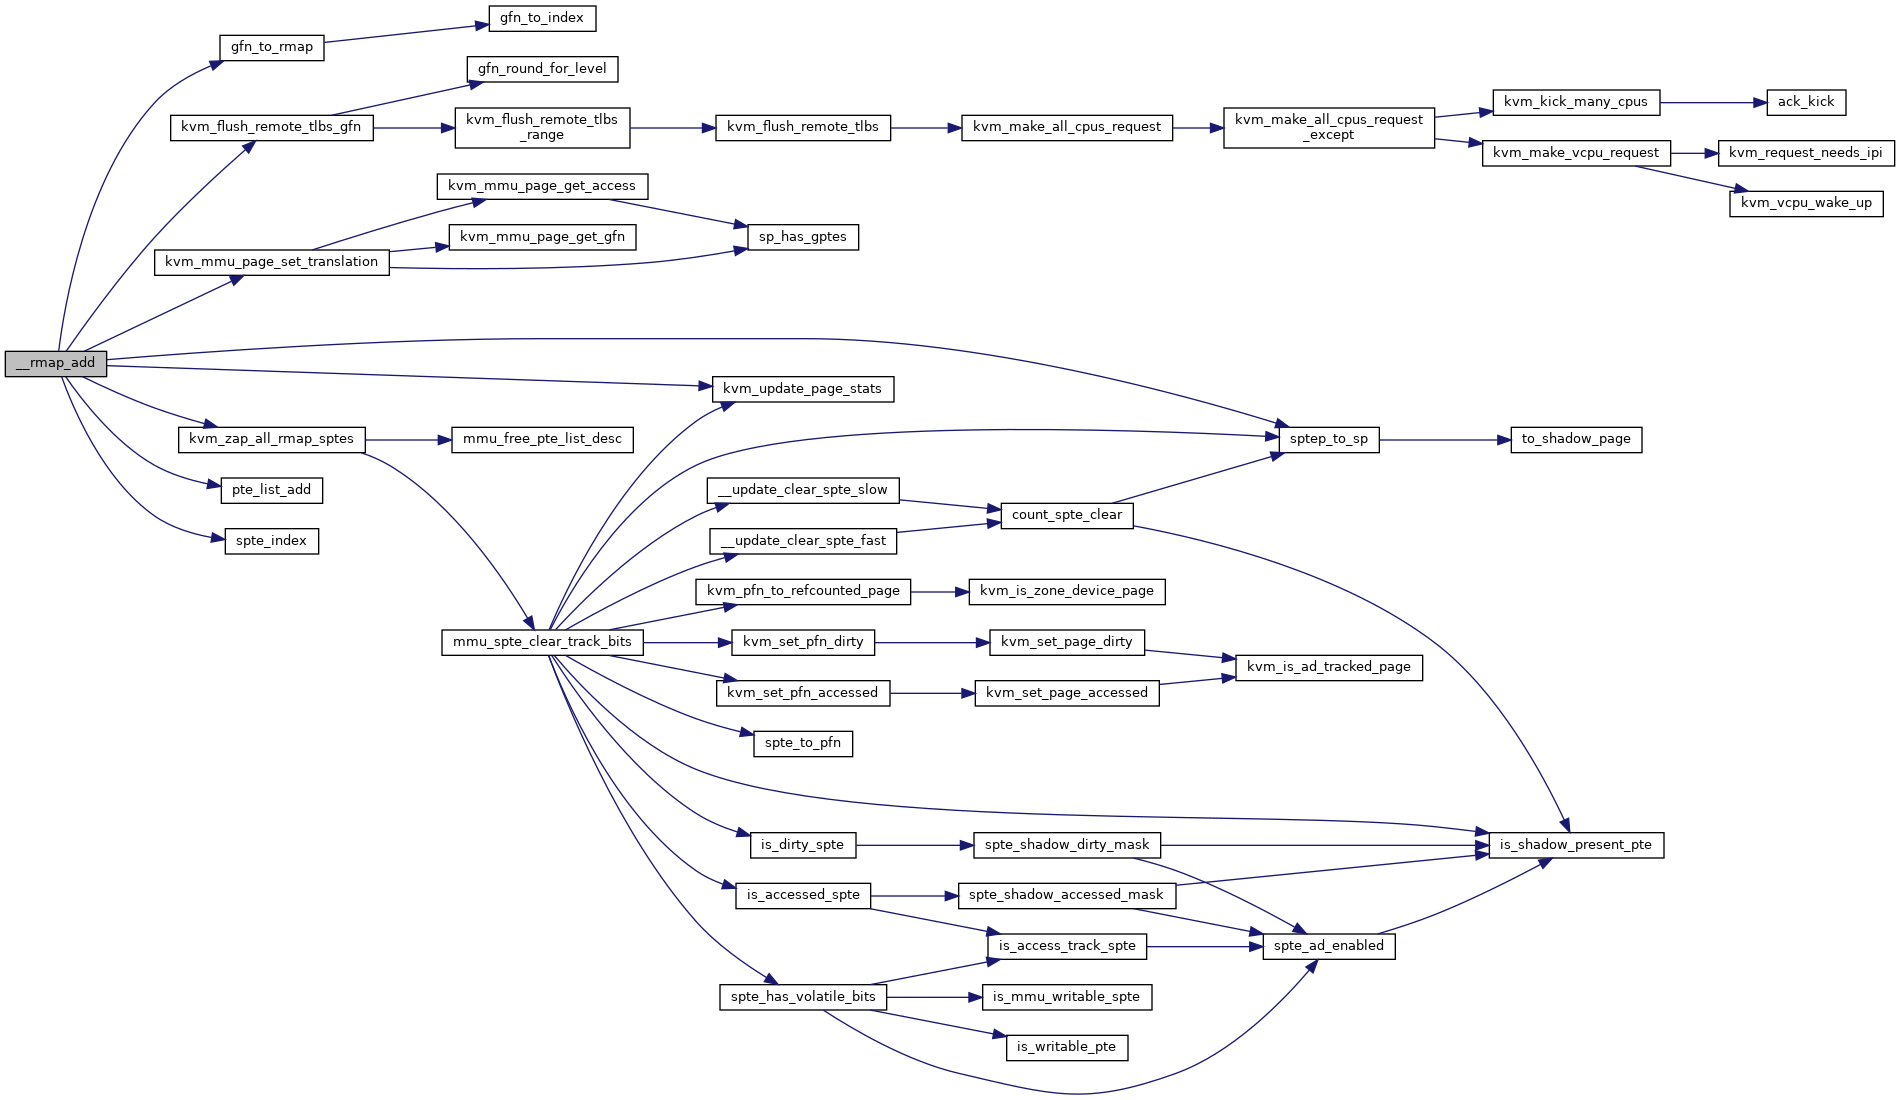 gfn_to_index
gfn_to_rmap
gfn_round_for_level
kvm_flush_remote_tlbs_gfn
kvm_flush_remote_tlbs
_range
kvm_flush_remote_tlbs
kvm_make_all_cpus_request
kvm_make_all_cpus_request
_except
kvm_kick_many_cpus
ack_kick
kvm_make_vcpu_request
kvm_request_needs_ipi
kvm_vcpu_wake_up
kvm_mmu_page_get_access
kvm_mmu_page_get_gfn
sp_has_gptes
kvm_mmu_page_set_translation
__rmap_add
kvm_update_page_stats
kvm_zap_all_rmap_sptes
mmu_free_pte_list_desc
sptep_to_sp
to_shadow_page
pte_list_add
__update_clear_spte_slow
count_spte_clear
spte_index
__update_clear_spte_fast
kvm_pfn_to_refcounted_page
kvm_is_zone_device_page
mmu_spte_clear_track_bits
kvm_set_pfn_dirty
kvm_set_page_dirty
kvm_is_ad_tracked_page
kvm_set_pfn_accessed
kvm_set_page_accessed
spte_to_pfn
is_dirty_spte
spte_shadow_dirty_mask
is_shadow_present_pte
is_accessed_spte
spte_shadow_accessed_mask
is_access_track_spte
spte_ad_enabled
spte_has_volatile_bits
is_mmu_writable_spte
is_writable_pte